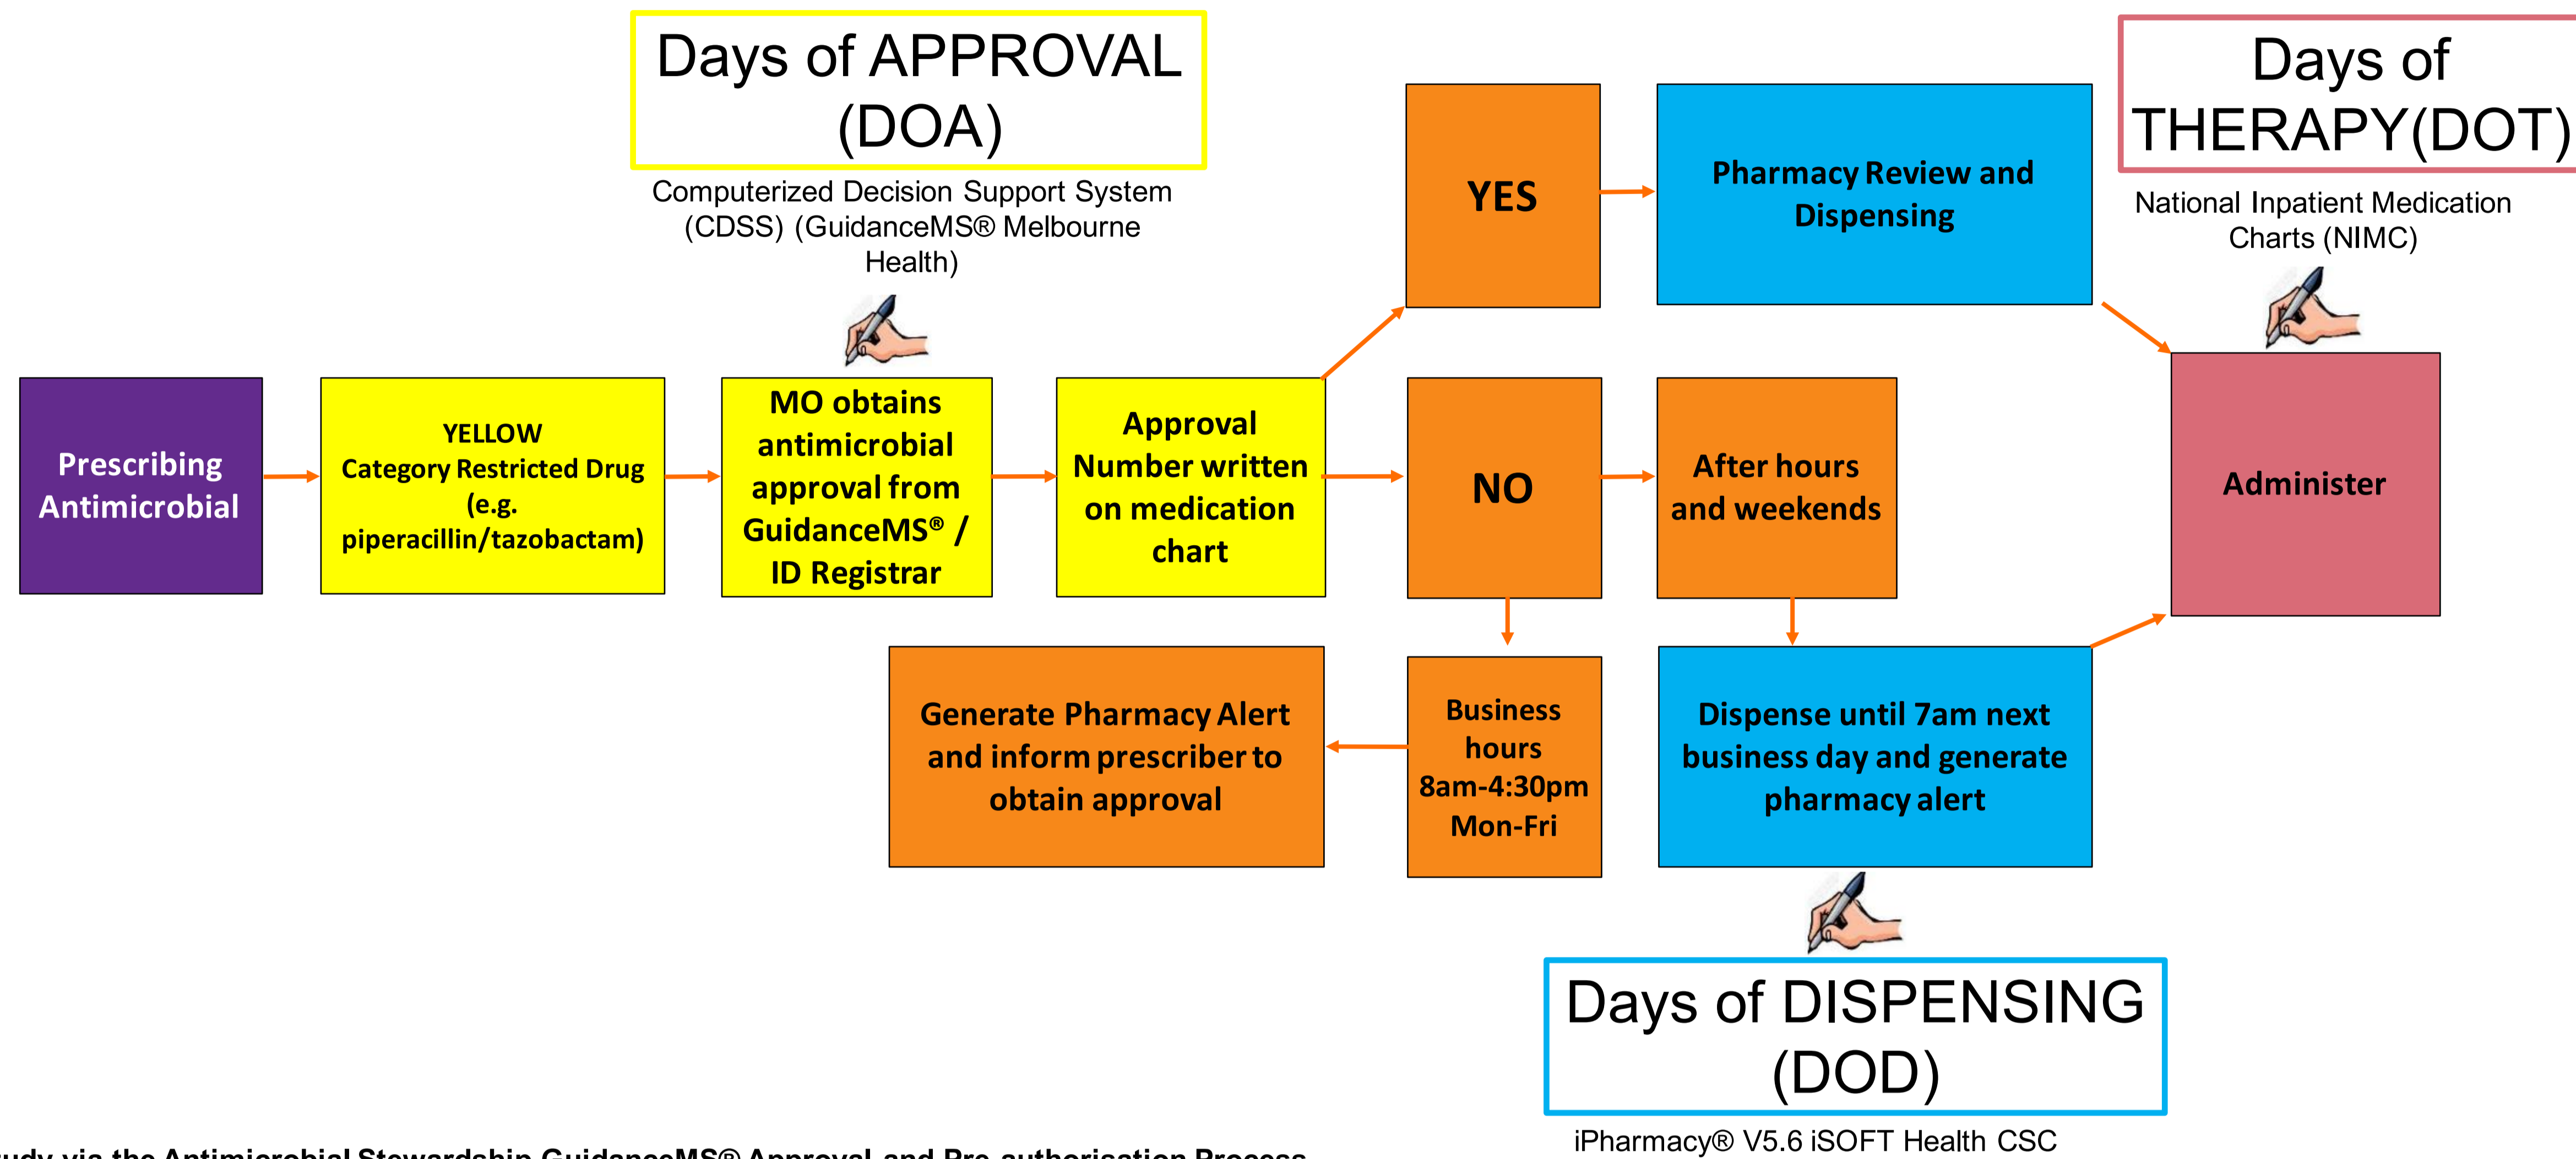 Days of APPROVAL
(DOA)
Computerized Decision Support System
(CDSS) (GuidanceMS® Melbourne
Health)
Days of
THERAPY(DOT)
National Inpatient Medication
Charts (NIMC)
YES
Pharmacy Review and
Dispensing
Prescribing
Antimicrobial
YELLOW
Category Restricted Drug
(e.g.
piperacillin/tazobactam)
MO obtains
antimicrobial
approval from
GuidanceMS® /
ID Registrar
Approval
Number written
on medication
chart
NO
After hours
and weekends
Administer
Generate Pharmacy Alert
and inform prescriber to
obtain approval
Business
hours
8am-4:30pm
Mon-Fri
Dispense until 7am next
business day and generate
pharmacy alert
Days of DISPENSING
(DOD)
iPharmacy® V5.6 iSOFT Health CSC
via the Antimicrobial Stewardship GuidanceMS® Approval and Pre-authorisation Process